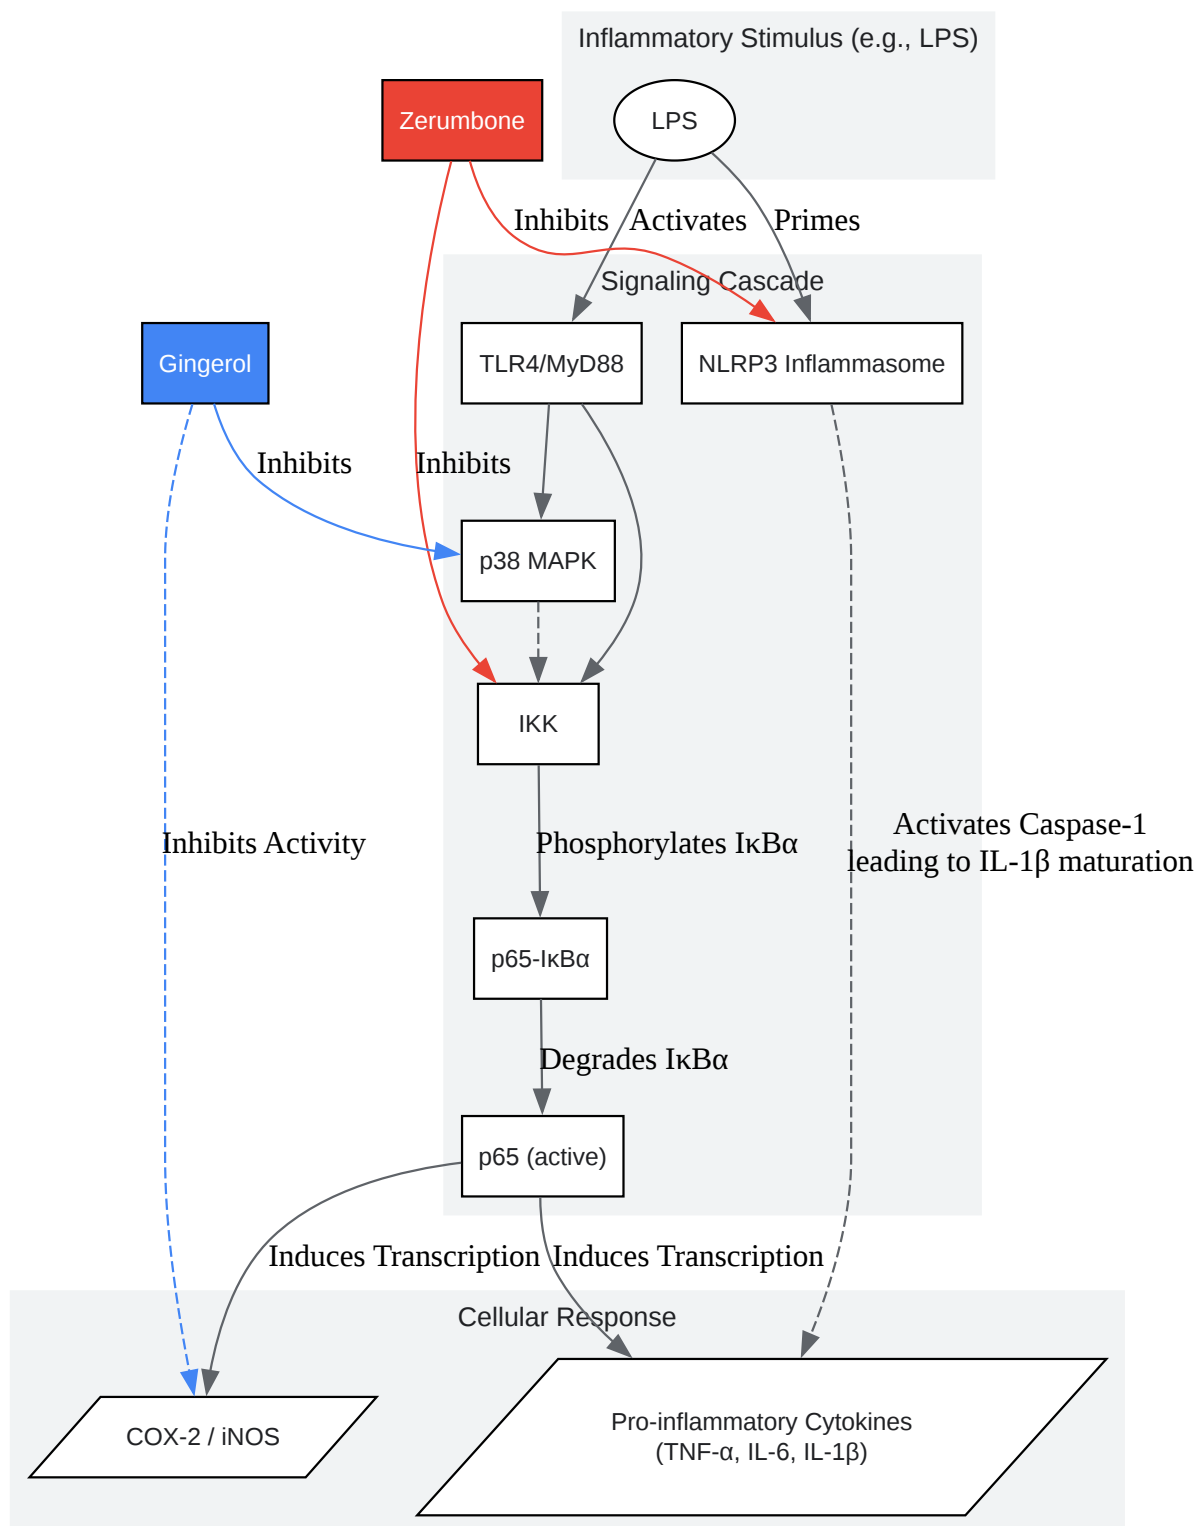 Inflammatory Stimulus (e.g., LPS)
Zerumbone
LPS
Inhibits
Activates
Primes
Signaling Cascade
Gingerol
TLR4/MyD88
NLRP3 Inflammasome
Inhibits
Inhibits
p38 MAPK
IKK
Inhibits Activity
Phosphorylates IκBα
Activates Caspase-1
leading to IL-1β maturation
p65-IκBα
Degrades IκBα
p65 (active)
Induces Transcription
Induces Transcription
Cellular Response
COX-2 / iNOS
Pro-inflammatory Cytokines
(TNF-α, IL-6, IL-1β)